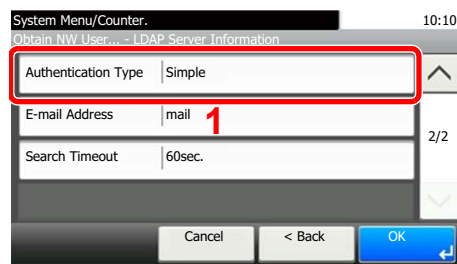 System Menu/Counter.
10:10
Obtain NW User... - LDAP Server Information
Authentication Type Simple
E-mail Address mail
1
2/2
Search Timeout 60sec.
Cancel < Back OK